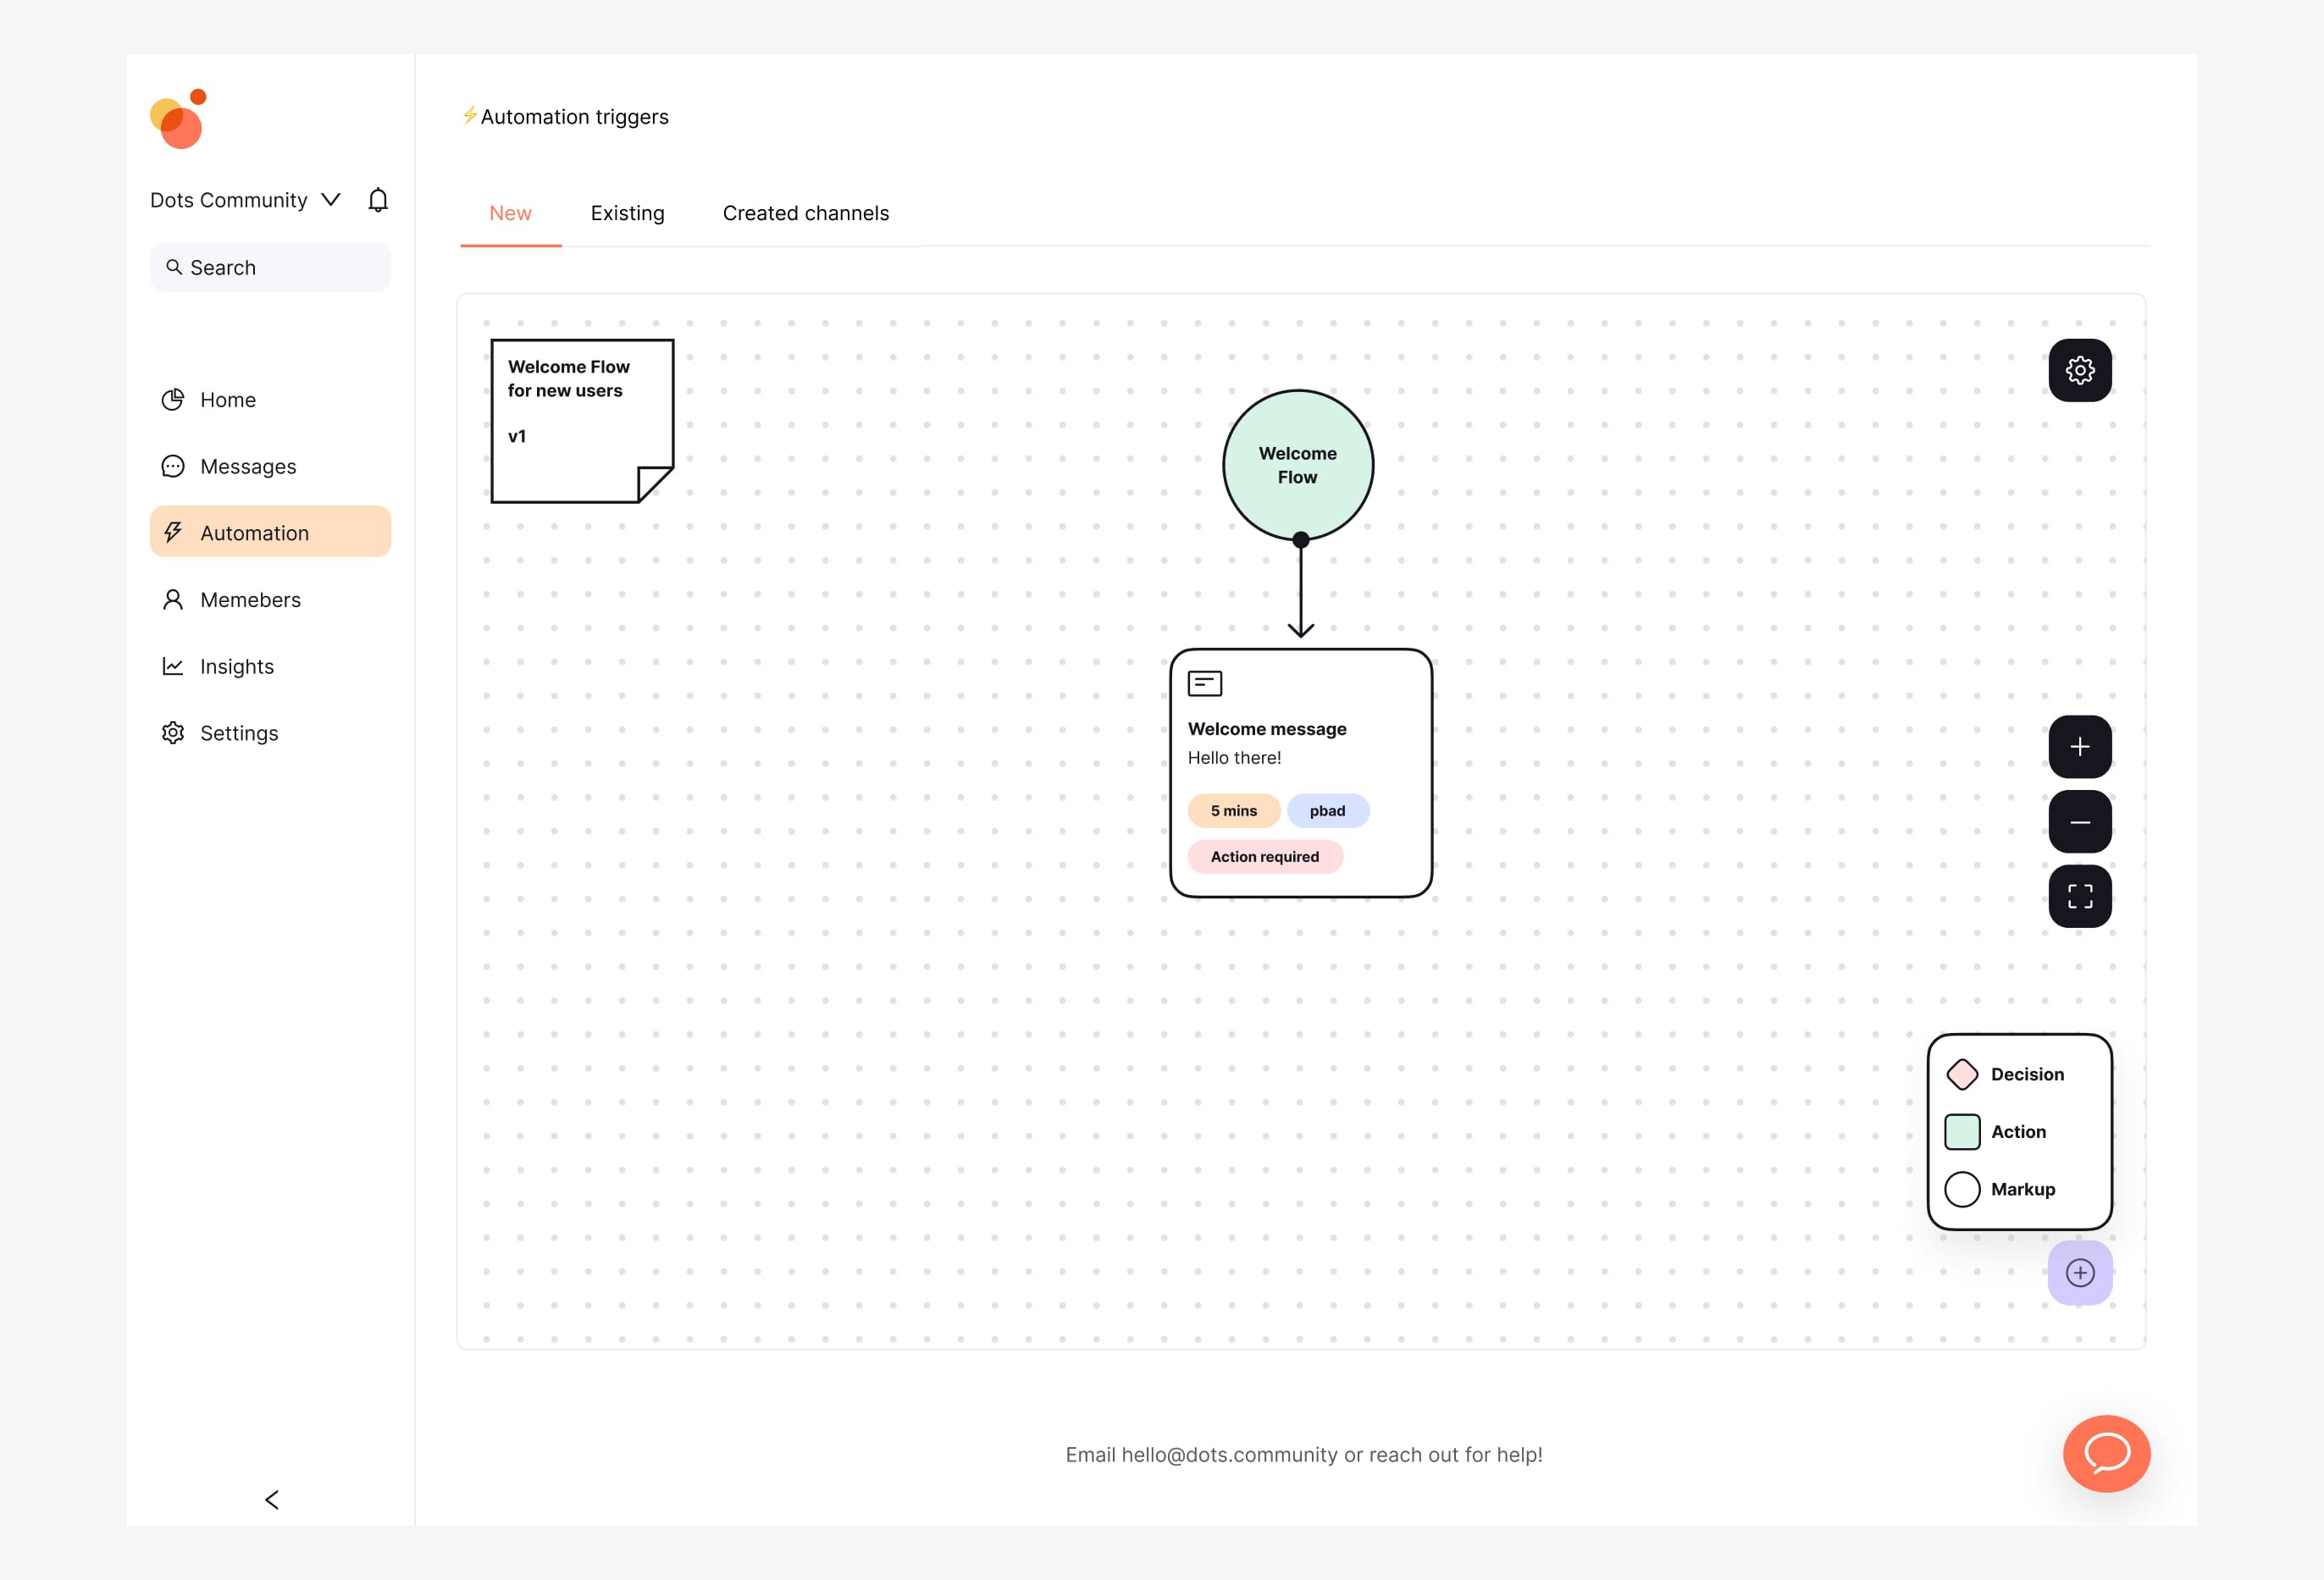 Dots Community
Search
Home
Messages
Automation
Memebers
Insights
Settings
⚡Automation triggers
New
Existing
Created channels
Welcome Flow
for new users
v1
Welcome
Flow
Welcome message
Hello there!
5 mins
pbad
Action required
Decision
Action
Markup
Email hello@dots.community or reach out for help!